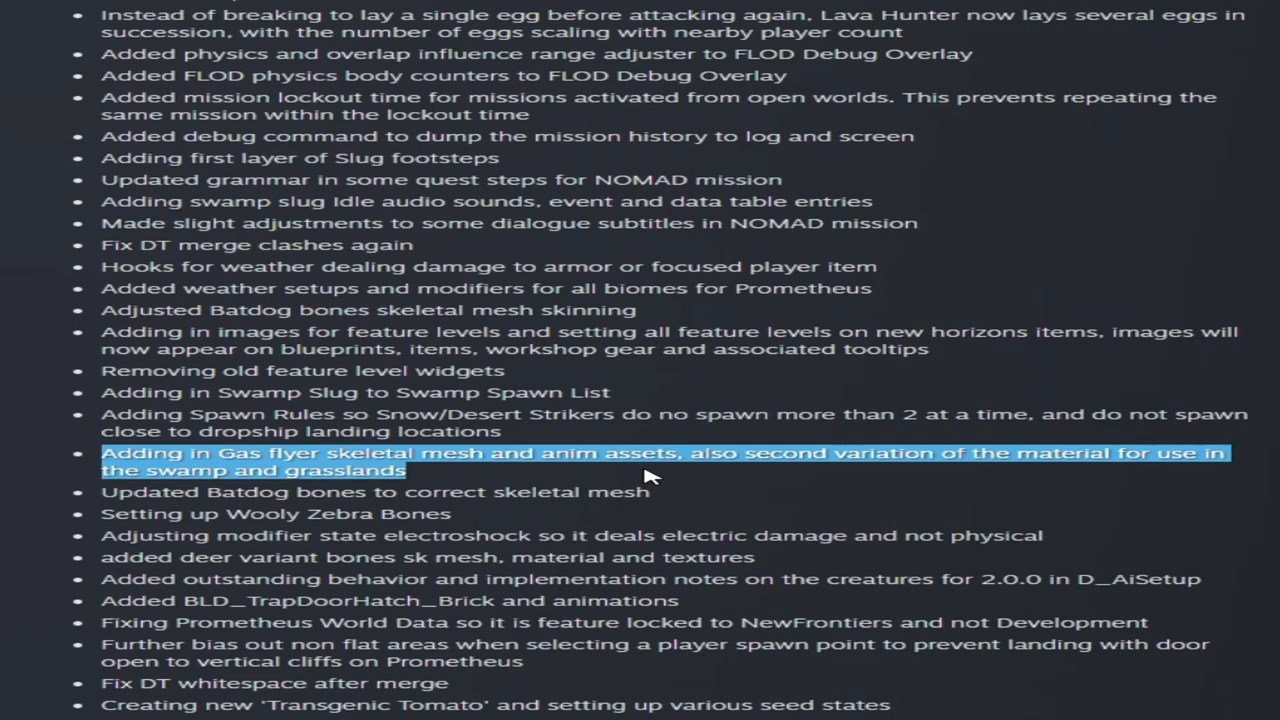 Instead of breaking to lay a single egg before attacking again, Lava Hunter now lays several eggs in
succession, with the number of eggs scaling with nearby player count
Added physics and overlap influence range adjuster to FLOD Debug Overlay
Added FLOD physics body counters to FLOD Debug Overlay
Added mission lockout time for missions activated from open worlds. This prevents repeating the
same mission within the lockout time
Added debug command to dump the mission history to log and screen
Adding first layer of Slug footsteps
Updated grammar in some quest steps for NOMAD mission
Adding swamp slug Idle audio sounds, event and data table entries
Made slight adjustments to some dialogue subtitles in NOMAD mission
Fix DT merge clashes again
Hooks for weather dealing damage to armor or focused player item
Added weather setups and modifiers for all biomes for Prometheus
Adjusted Batdog bones skeletal mesh skinning
Adding in images for feature levels and setting all feature levels on new horizons items, images will
now appear on blueprints, items, workshop gear and associated tooltips
Removing old feature level widgets
Adding in Swamp Slug to Swamp Spawn List
Adding Spawn Rules so Snow/Desert Strikers do no spawn more than 2 at a time, and do not spawn
close to dropship landing locations
Adding in Gas flyer skeletal mesh and anim assets, also second variation of the material for use in
the swamp and grasslands
Updated Batdog bones to correct skeletal mesh
Setting up Wooly Zebra Bones
Adjusting modifier state electroshock so it deals electric damage and not physical
added deer variant bones sk mesh, material and textures
Added outstanding behavior and implementation notes on the creatures for 2.0.0 in D_AiSetup
Added BLD_TrapDoorHatch_Brick and animations
Fixing Prometheus World Data so it is feature locked to NewFrontiers and not Development
Further bias out non flat areas when selecting a player spawn point to prevent landing with door
open to vertical cliffs on Prometheus
Fix DT whitespace after merge
Creating new 'Transgenic Tomato' and setting up various seed states